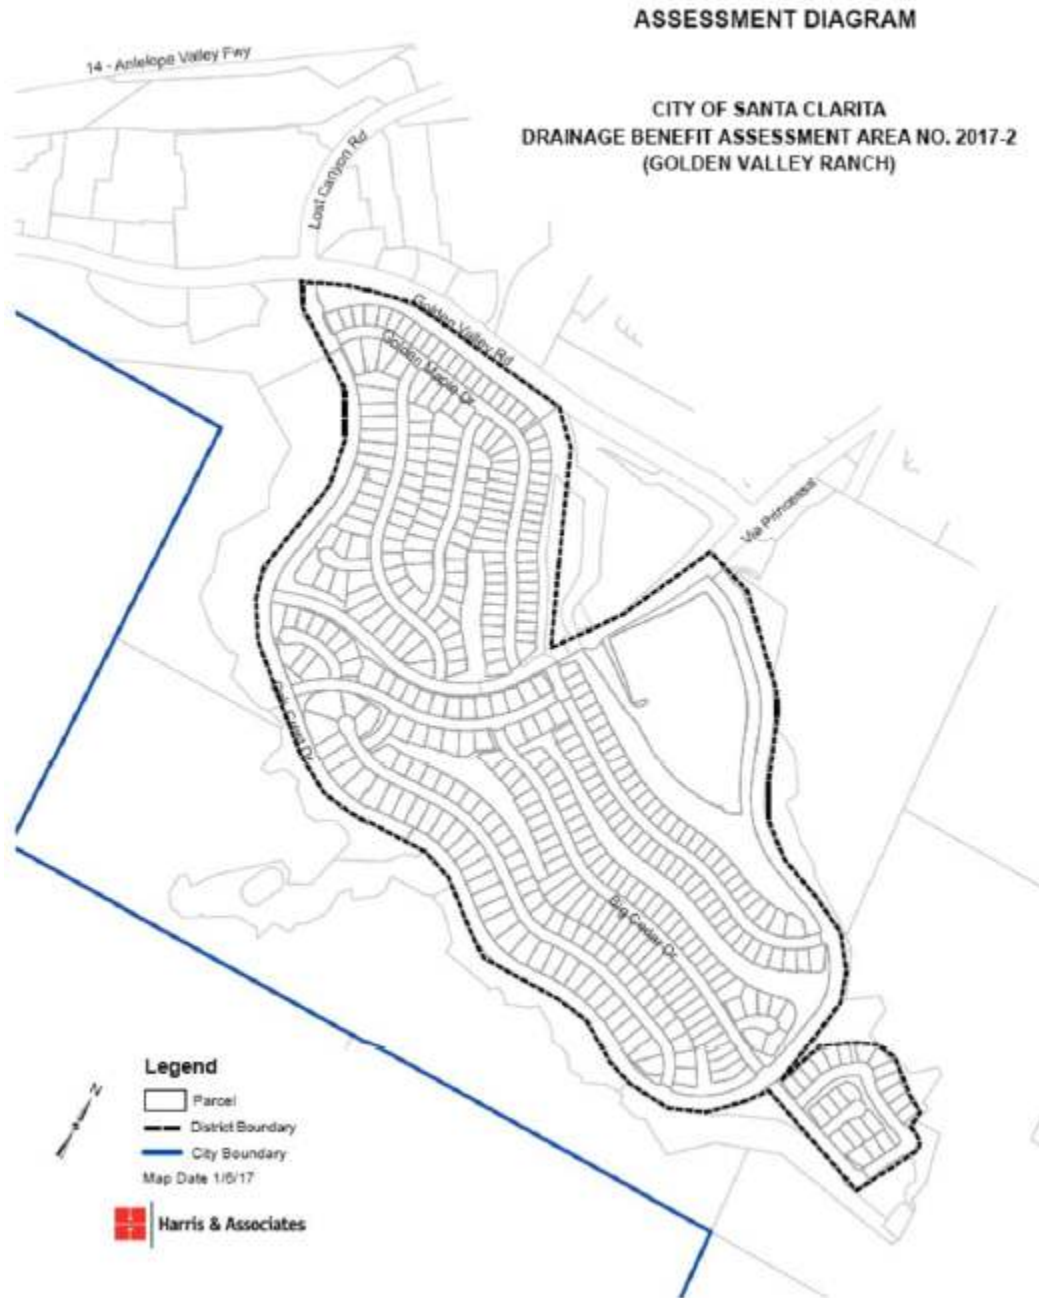 ASSESSMENT DIAGRAM
CITY OF SANTA CLARITA
DRAINAGE BENEFIT ASSESSMENT AREA NO. 2017-2
(GOLDEN VALLEY RANCH)
14 - Antelope Valley Fwy
Lost Canyon Rd
Golden Valley Rd
Golden Maple Dr
Via Princessa
Crest Dr
Big Cedar Dr
N
Legend
Parcel
District Boundary
City Boundary
Map Date 1/6/17
Harris & Associates